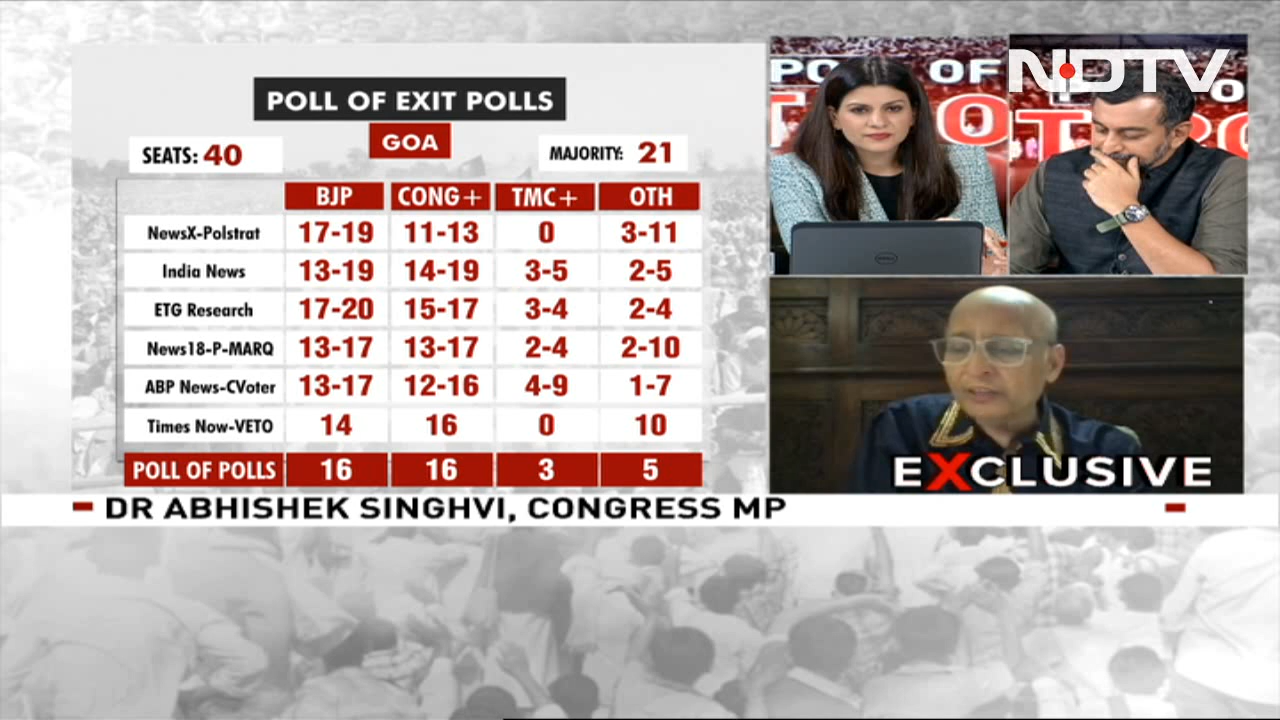 POLL OF EXIT POLLS
GOA
SEATS: 40
MAJORITY: 21
BJP CONG+ TMC+ OTH
NewsX-Polstrat 17-19 11-13 0 3-11
India News 13-19 14-19 3-5 2-5
ETG Research 17-20 15-17 3-4 2-4
News18-P-MARQ 13-17 13-17 2-4 2-10
ABP News-CVoter 13-17 12-16 4-9 1-7
Times Now-VETO 14 16 0 10
POLL OF POLLS 16 16 3 5
NDTV
OF
DELL
EXCLUSIVE
DR ABHISHEK SINGHVI, CONGRESS MP